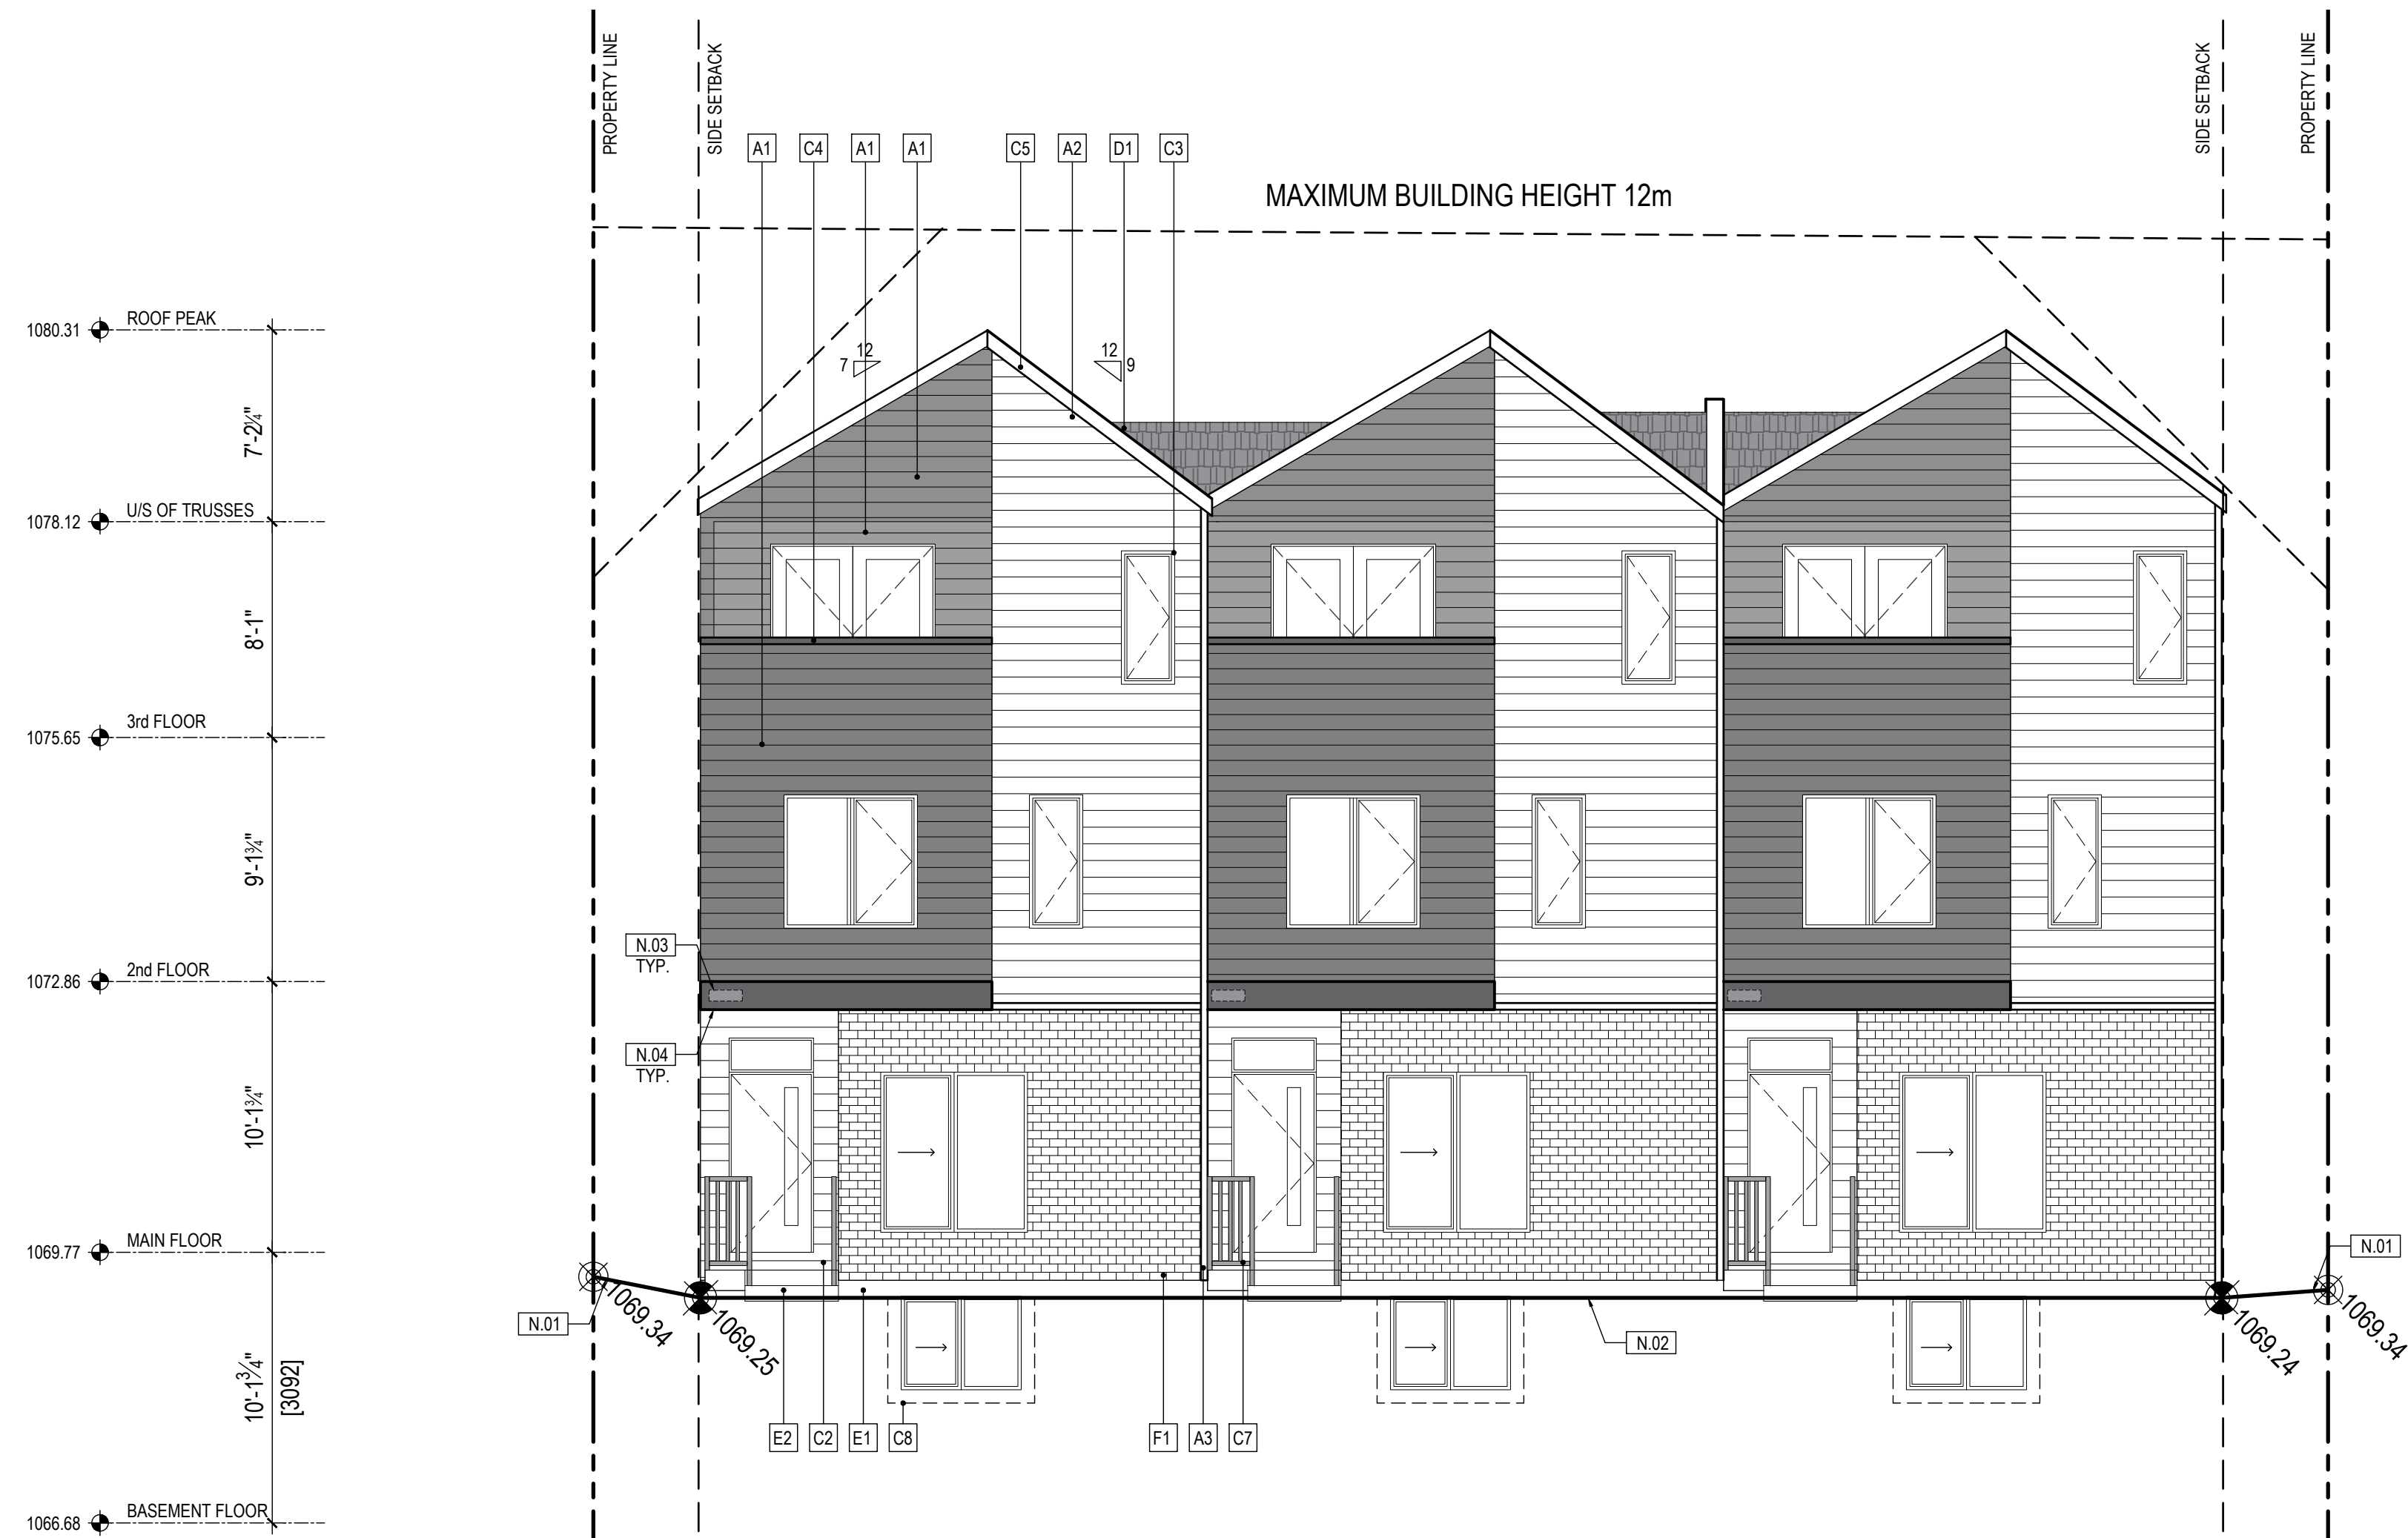 PROPERTY LINE
SIDE SETBACK
SIDE SETBACK
PROPERTY LINE
A1
C4
A1
A1
C5
A2
D1
C3
MAXIMUM BUILDING HEIGHT 12m
1080.31
ROOF PEAK
12
7
12
9
7'-2¼"
1078.12
U/S OF TRUSSES
8'-1"
1075.65
3rd FLOOR
9'-1¾"
N.03
TYP.
1072.86
2nd FLOOR
N.04
TYP.
10'-1¾"
1069.77
MAIN FLOOR
N.01
N.01
1069.34
1069.25
1069.24
1069.34
N.02
10'-1¾"
[3092]
E2
C2
E1
C8
F1
A3
C7
1066.68
BASEMENT FLOOR